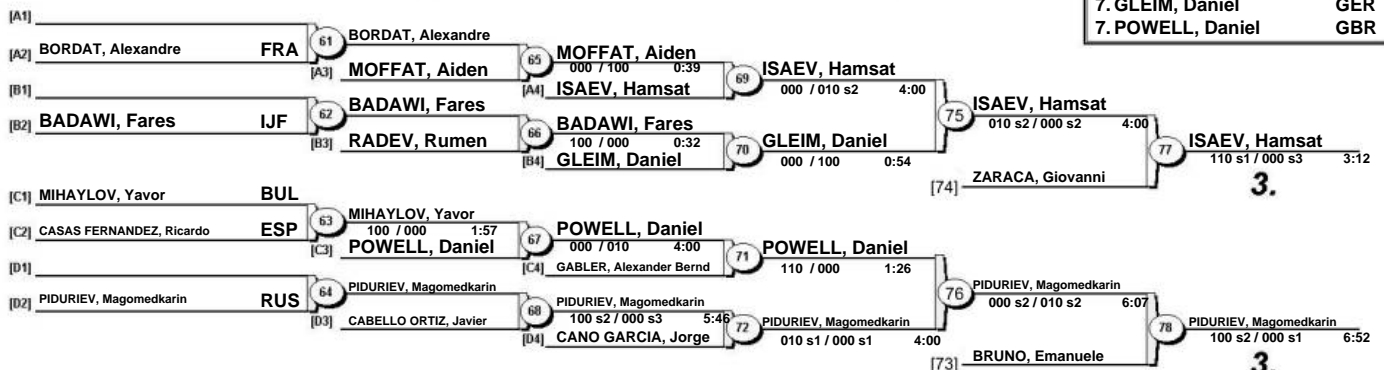 7. GLEIM, Daniel GER
7. POWELL, Daniel GBR
[A1]
[A2] BORDAT, Alexandre FRA
61
BORDAT, Alexandre
[A3] MOFFAT, Aiden
65
MOFFAT, Aiden
000 / 100 0:39
[A4] ISAEV, Hamsat
69
ISAEV, Hamsat
000 / 010 s2 4:00
[B1]
[B2] BADAWI, Fares IJF
62
BADAWI, Fares
[B3] RADEV, Rumen
66
BADAWI, Fares
100 / 000 0:32
[B4] GLEIM, Daniel
70
GLEIM, Daniel
000 / 100 0:54
75
ISAEV, Hamsat
010 s2 / 000 s2 4:00
[74] ZARACA, Giovanni
77
ISAEV, Hamsat
110 s1 / 000 s3 3:12
3.
[C1] MIHAYLOV, Yavor BUL
[C2] CASAS FERNANDEZ, Ricardo ESP
63
MIHAYLOV, Yavor
100 / 000 1:57
[C3] POWELL, Daniel
67
POWELL, Daniel
000 / 010 4:00
[C4] GABLER, Alexander Bernd
71
POWELL, Daniel
110 / 000 1:26
[D1]
[D2] PIDURIEV, Magomedkarin RUS
64
PIDURIEV, Magomedkarin
[D3] CABELLO ORTIZ, Javier
68
PIDURIEV, Magomedkarin
100 s2 / 000 s3 5:46
[D4] CANO GARCIA, Jorge
72
PIDURIEV, Magomedkarin
010 s1 / 000 s1 4:00
76
PIDURIEV, Magomedkarin
000 s2 / 010 s2 6:07
[73] BRUNO, Emanuele
78
PIDURIEV, Magomedkarin
100 s2 / 000 s1 6:52
3.